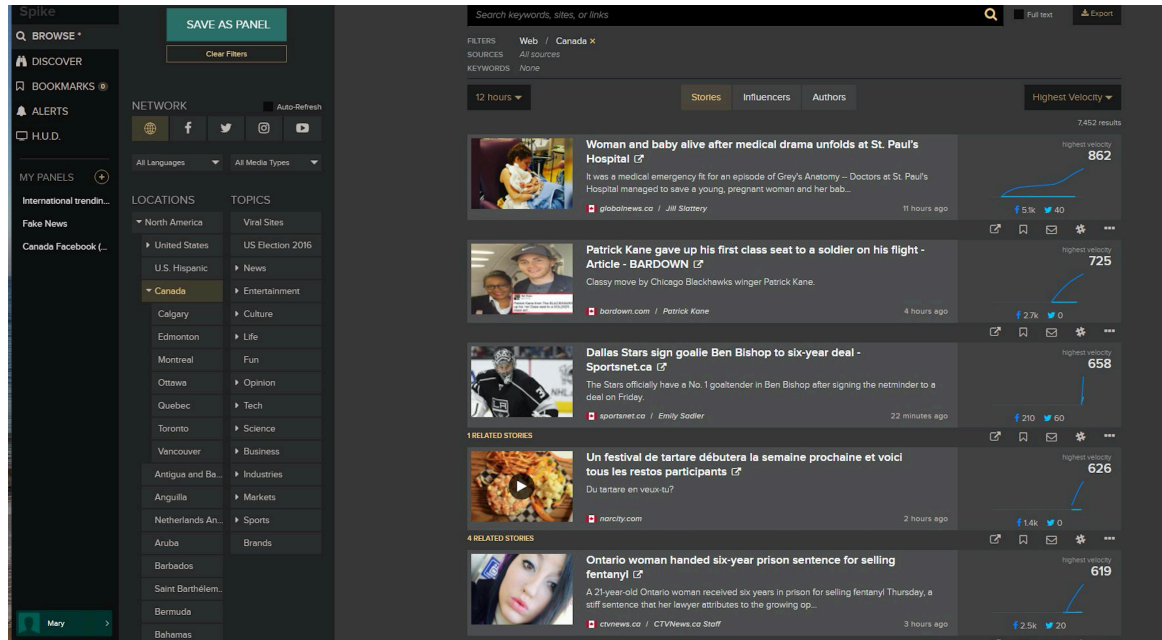 Spike
SAVE AS PANEL
Clear Filters
BROWSE *
DISCOVER
BOOKMARKS 0
ALERTS
H.U.D.
MY PANELS
International trendin...
Fake News
Canada Facebook (...
Mary
NETWORK
Auto-Refresh
All Languages
All Media Types
LOCATIONS
North America
United States
U.S. Hispanic
Canada
Calgary
Edmonton
Montreal
Ottawa
Quebec
Toronto
Vancouver
Antigua and Ba...
Anguilla
Netherlands An...
Aruba
Barbados
Saint Barthélem...
Bermuda
Bahamas
TOPICS
Viral Sites
US Election 2016
News
Entertainment
Culture
Life
Fun
Opinion
Tech
Science
Business
Industries
Markets
Sports
Brands
Search keywords, sites, or links
Full text
Export
FILTERS Web / Canada ×
SOURCES All sources
KEYWORDS None
12 hours
Stories Influencers Authors
Highest Velocity
7,452 results
Woman and baby alive after medical drama unfolds at St. Paul's
Hospital
It was a medical emergency fit for an episode of Grey's Anatomy -- Doctors at St. Paul's
Hospital managed to save a young, pregnant woman and her bab...
globalnews.ca / Jill Slattery
11 hours ago
highest velocity
862
5.1k 40
Patrick Kane gave up his first class seat to a soldier on his flight -
Article - BARDOWN
Classy move by Chicago Blackhawks winger Patrick Kane.
bardown.com / Patrick Kane
4 hours ago
highest velocity
725
2.7k 0
Dallas Stars sign goalie Ben Bishop to six-year deal -
Sportsnet.ca
The Stars officially have a No. 1 goaltender in Ben Bishop after signing the netminder to a
deal on Friday.
sportsnet.ca / Emily Sadler
22 minutes ago
highest velocity
658
210 60
1 RELATED STORIES
Un festival de tartare débutera la semaine prochaine et voici
tous les restos participants
Du tartare en veux-tu?
narcity.com
2 hours ago
highest velocity
626
1.4k 0
4 RELATED STORIES
Ontario woman handed six-year prison sentence for selling
fentanyl
A 21-year-old Ontario woman received six years in prison for selling fentanyl Thursday, a
stiff sentence that her lawyer attributes to the growing op...
ctvnews.ca / CTVNews.ca Staff
3 hours ago
highest velocity
619
2.5k 20